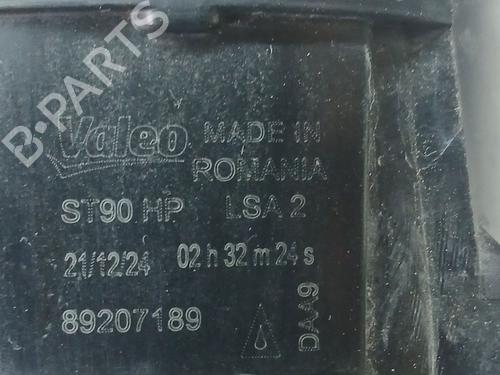 B-PARTS
Valeo MADE IN
ROMANIA
ST90 HP LSA 2
21/12/24 02 h 32 m 24 s
89207189
DAA9